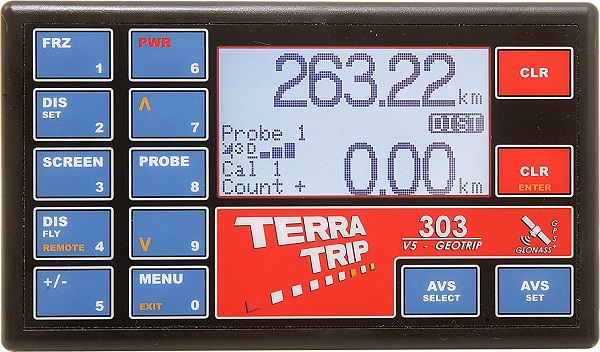 FRZ
1
PWR
6
263.22 km
CLR
DIS
SET
2
Λ
7
DIST
Probe 1
3D
SCREEN
3
PROBE
8
Cal 1
Count +
0.00 km
CLR
ENTER
DIS
FLY
REMOTE 4
V
9
TERRA
TRIP
303
V5 - GEOTRIP
GPS+
GLONASS
+/-
5
MENU
EXIT 0
AVS
SELECT
AVS
SET